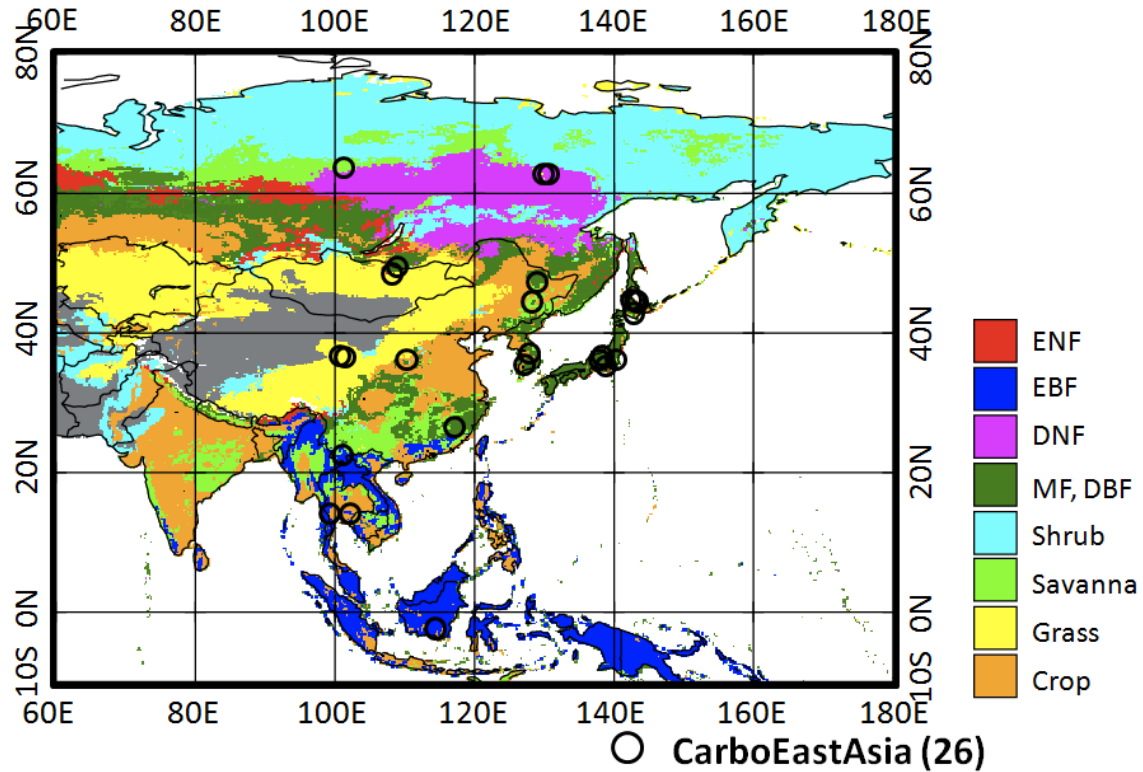 60E 80E 100E 120E 140E 160E 180E
80N 80N
60N 60N
40N 40N
20N 20N
0N 0N
10S 10S
60E 80E 100E 120E 140E 160E 180E
ENF
EBF
DNF
MF, DBF
Shrub
Savanna
Grass
Crop
CarboEastAsia (26)